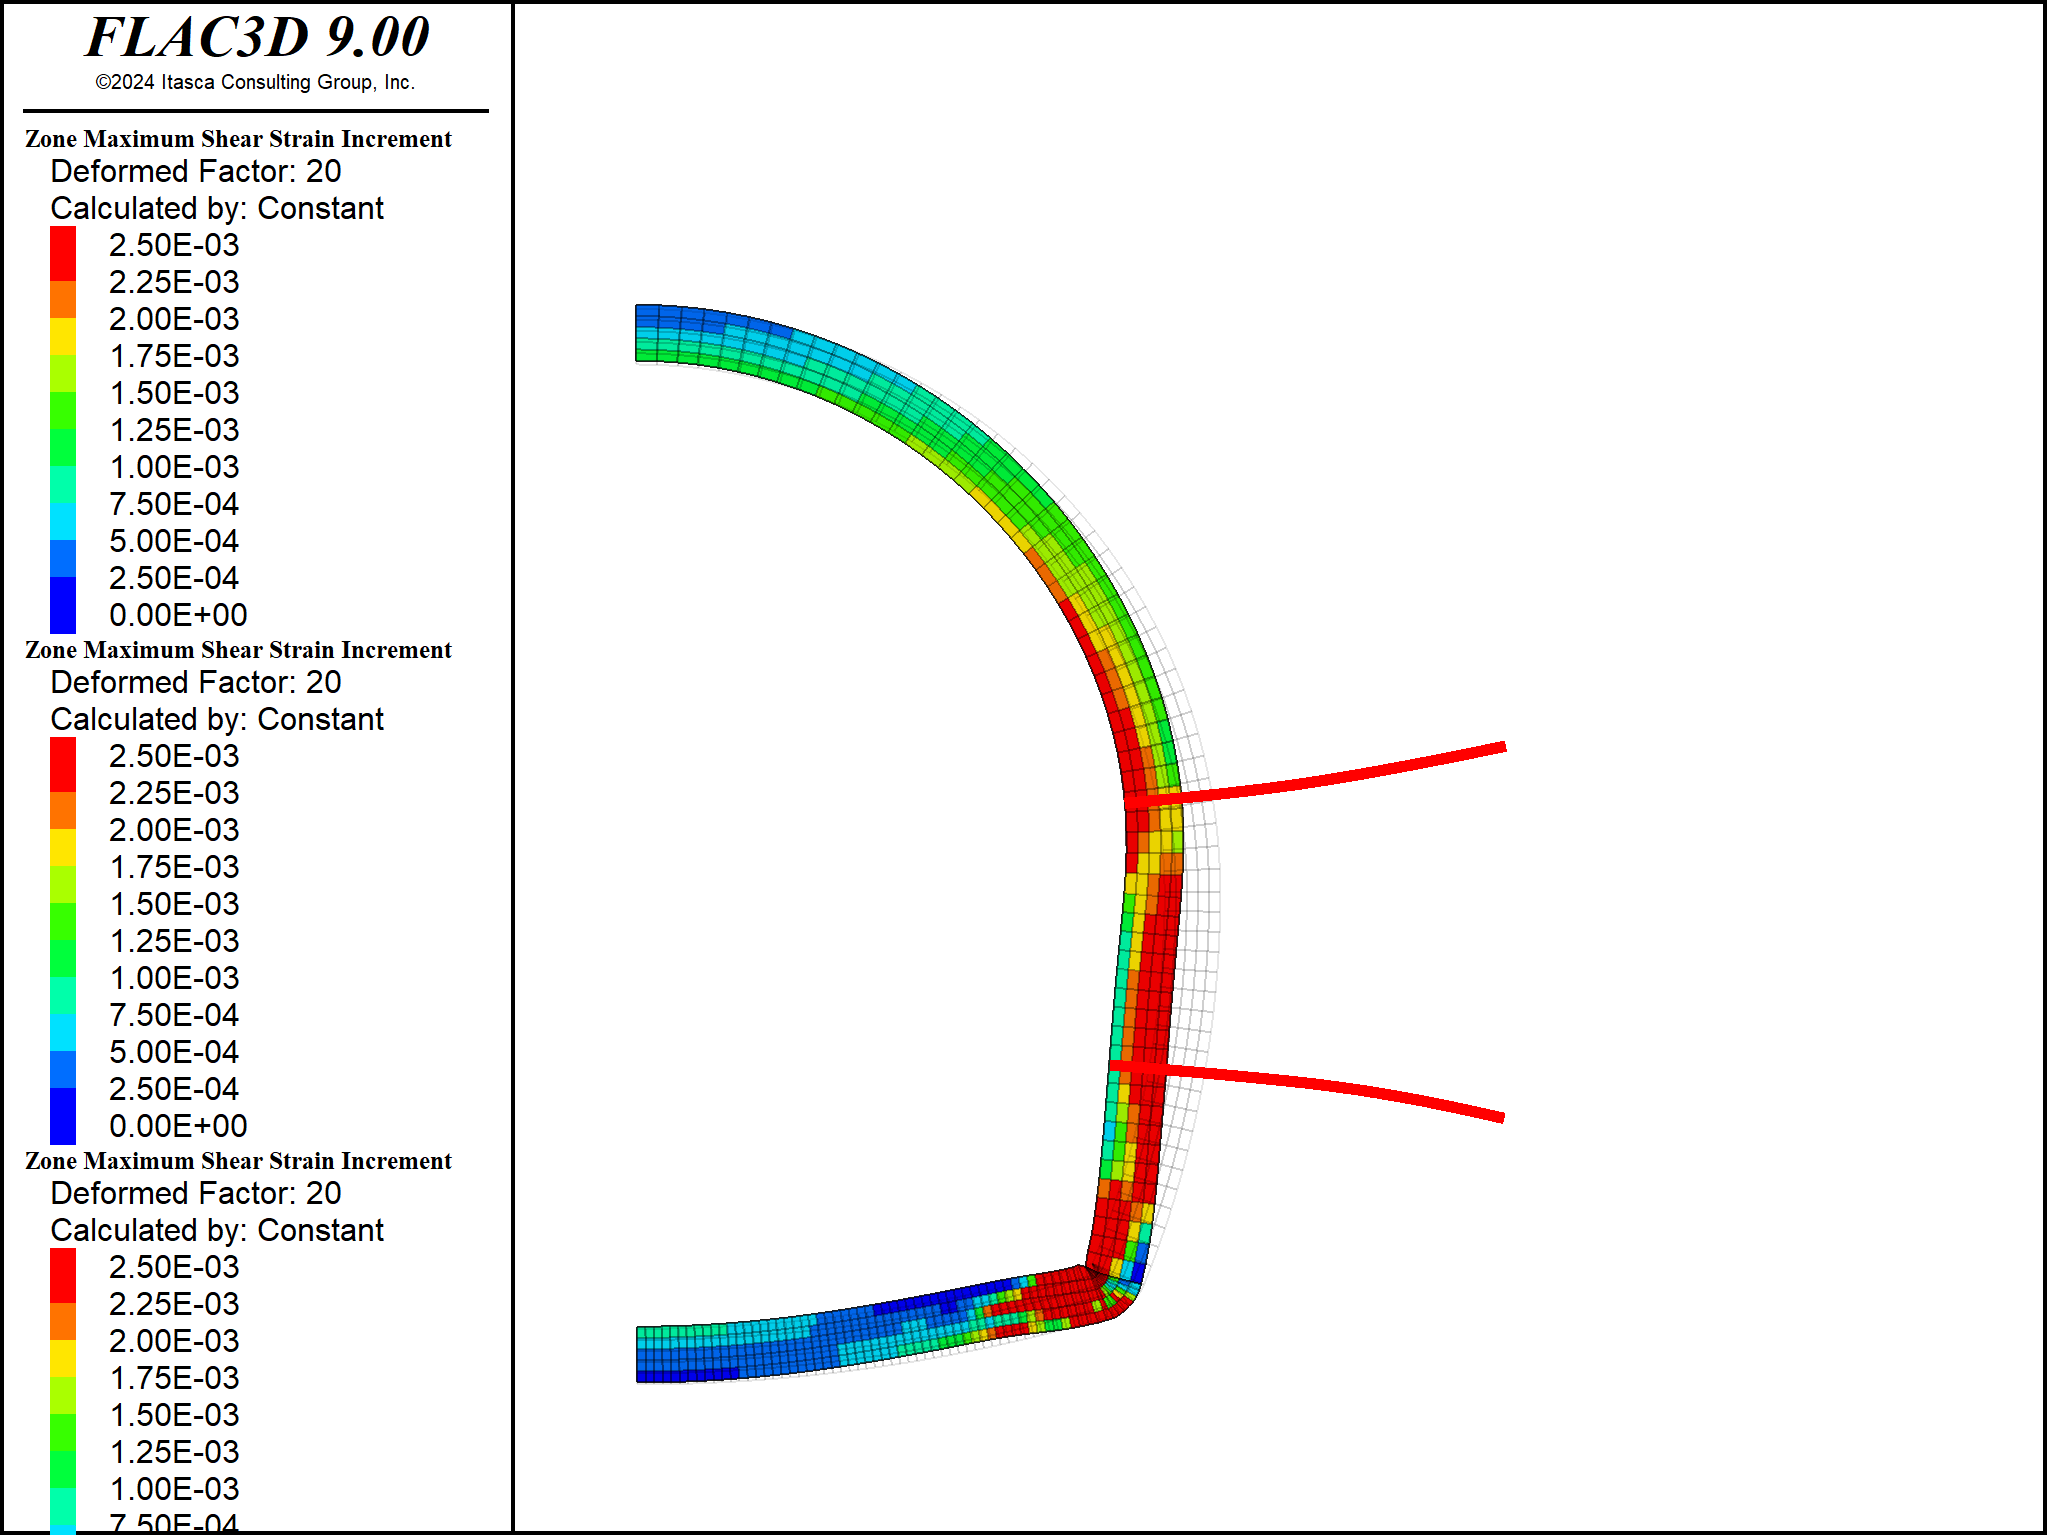 FLAC3D 9.00
©2024 Itasca Consulting Group, Inc.
Zone Maximum Shear Strain Increment
Deformed Factor: 20
Calculated by: Constant
2.50E-03
2.25E-03
2.00E-03
1.75E-03
1.50E-03
1.25E-03
1.00E-03
7.50E-04
5.00E-04
2.50E-04
0.00E+00
Zone Maximum Shear Strain Increment
Deformed Factor: 20
Calculated by: Constant
2.50E-03
2.25E-03
2.00E-03
1.75E-03
1.50E-03
1.25E-03
1.00E-03
7.50E-04
5.00E-04
2.50E-04
0.00E+00
Zone Maximum Shear Strain Increment
Deformed Factor: 20
Calculated by: Constant
2.50E-03
2.25E-03
2.00E-03
1.75E-03
1.50E-03
1.25E-03
1.00E-03
7.50E-04